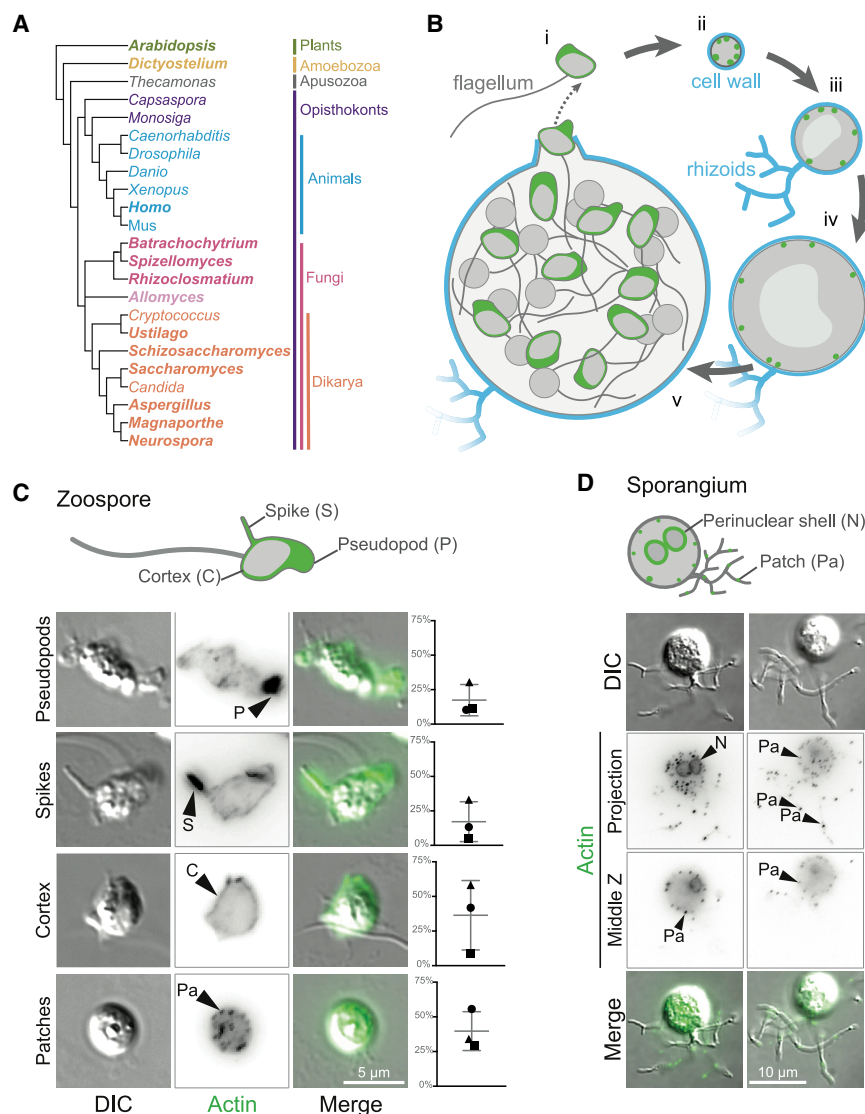 A
Arabidopsis
Dictyostelium
Thecamonas
Capsaspora
Monosiga
Caenorhabditis
Drosophila
Danio
Xenopus
Homo
Mus
Batrachochytrium
Spizellomyces
Rhizoclosmatium
Allomyces
Cryptococcus
Ustilago
Schizosaccharomyces
Saccharomyces
Candida
Aspergillus
Magnaporthe
Neurospora
Plants
Amoebozoa
Apusozoa
Opisthokonts
Animals
Fungi
Dikarya
B
i
flagellum
ii
cell wall
iii
rhizoids
iv
v
C
Zoospore
Spike (S)
Pseudopod (P)
Cortex (C)
Pseudopods
P
75%
50%
25%
0%
Spikes
S
75%
50%
25%
0%
Cortex
C
75%
50%
25%
0%
Patches
Pa
5 µm
75%
50%
25%
0%
DIC
Actin
Merge
D
Sporangium
Perinuclear shell (N)
Patch (Pa)
DIC
Actin
Projection
N
Pa
Pa
Pa
Middle Z
Pa
Pa
Merge
10 µm